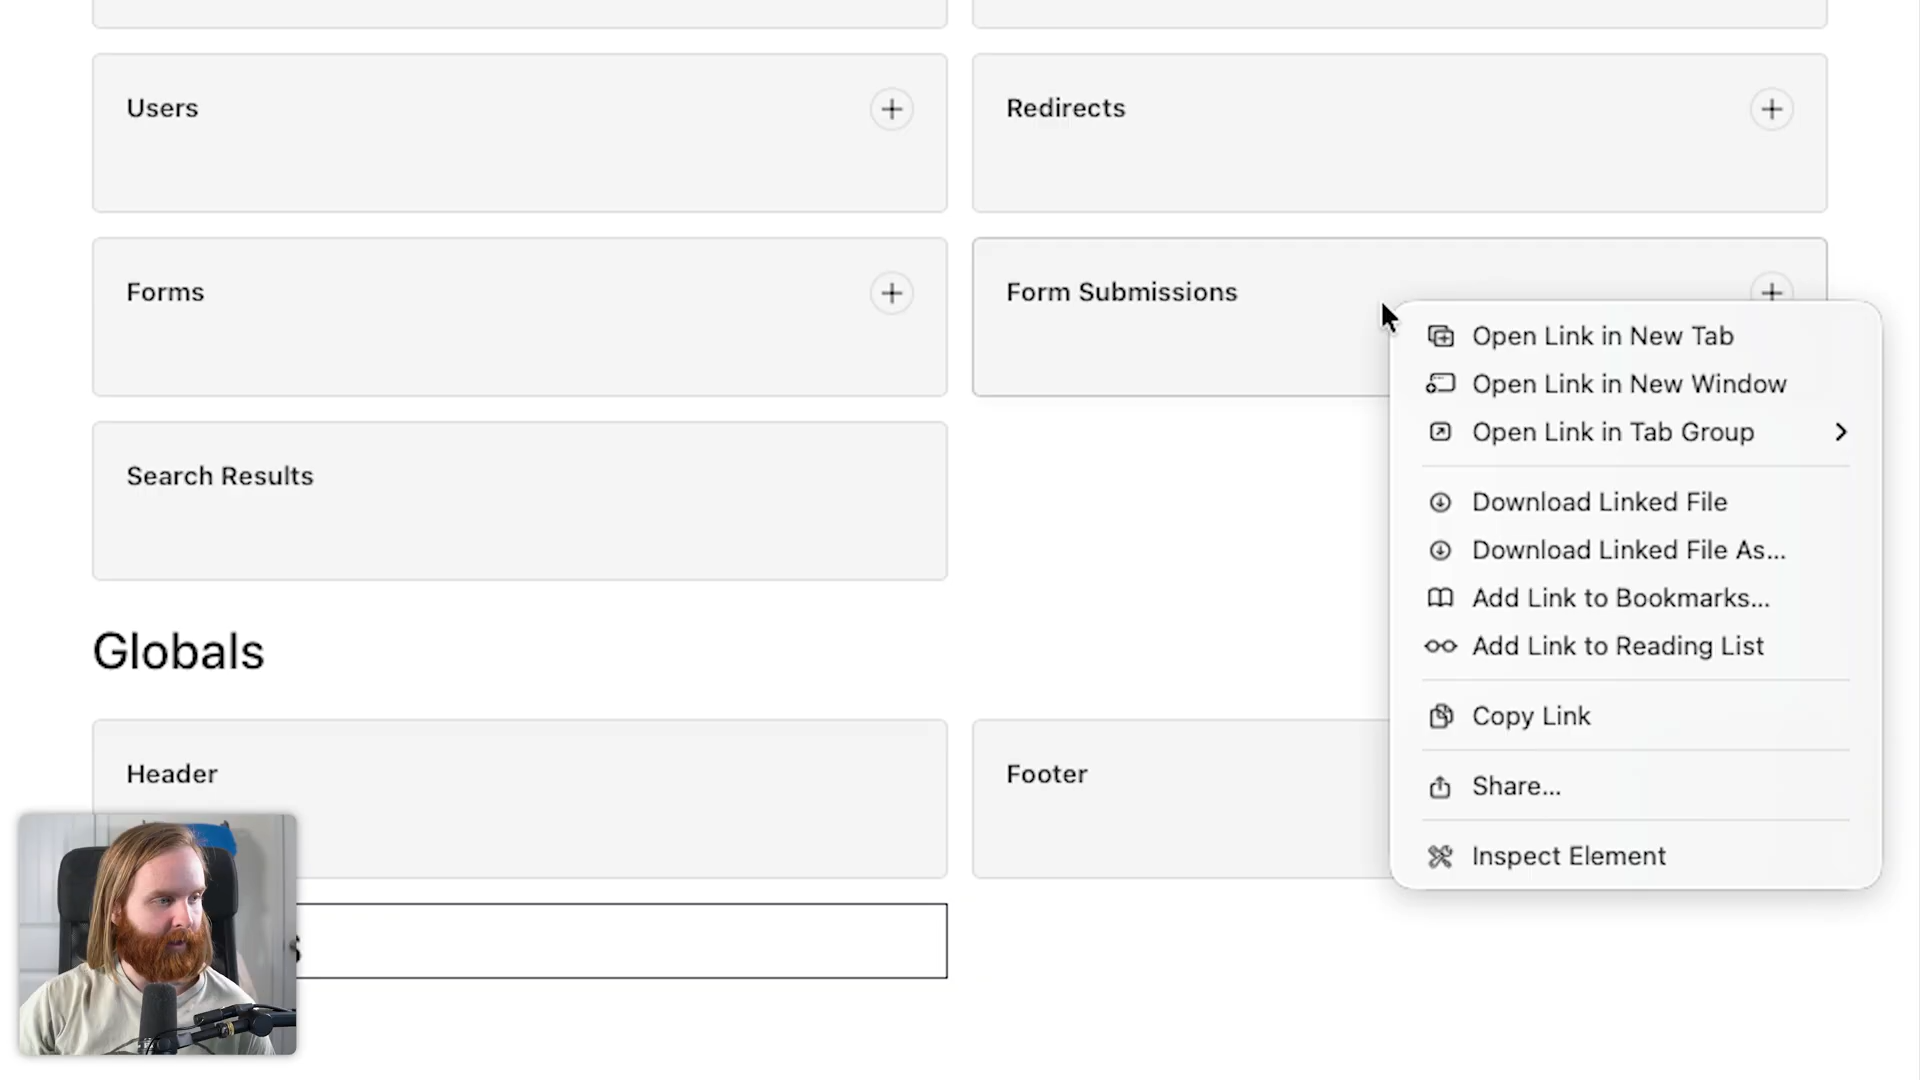 Users
Redirects
Forms
Form Submissions
Search Results
Globals
Header
Footer
Open Link in New Tab
Open Link in New Window
Open Link in Tab Group
Download Linked File
Download Linked File As...
Add Link to Bookmarks...
Add Link to Reading List
Copy Link
Share...
Inspect Element